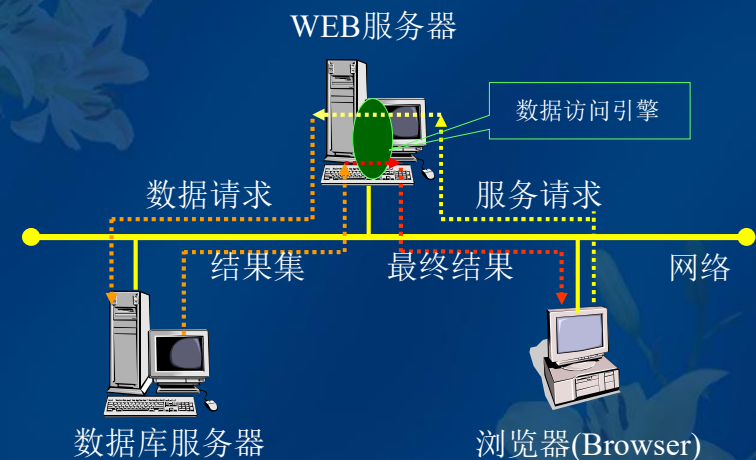 WEB服务器
数据访问引擎
数据请求
服务请求
结果集
最终结果
网络
数据库服务器
浏览器(Browser)